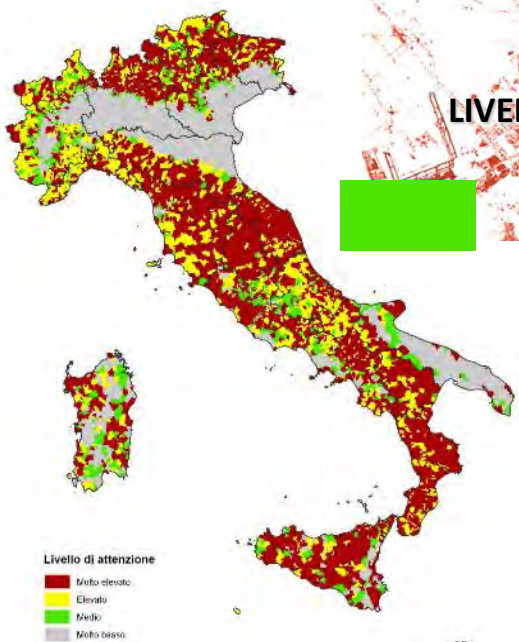 LIVE
Livello di attenzione
Molto elevato
Elevato
Medio
Molto basso